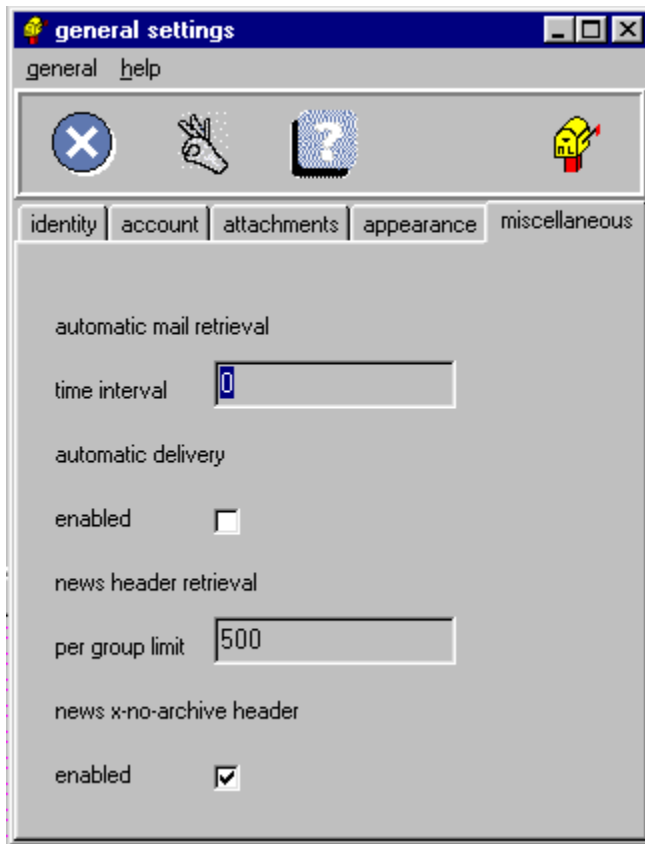 general settings
general help
?
nL
identity account attachments appearance miscellaneous
automatic mail retrieval
time interval 0
automatic delivery
enabled
news header retrieval
per group limit 500
news x-no-archive header
enabled